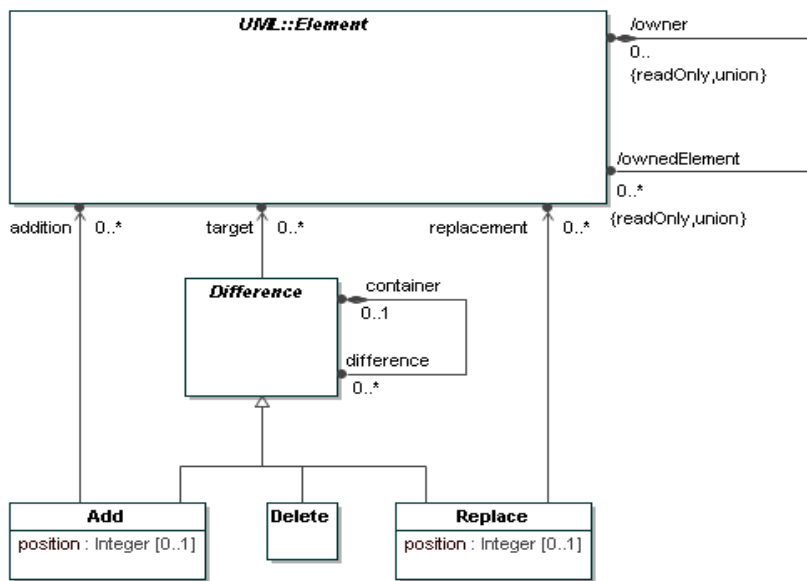 UML::Element
/owner
0..
{readOnly,union}
/ownedElement
0..*
{readOnly,union}
addition 0..*
target 0..*
replacement 0..*
Difference
container
0..1
difference
0..*
Add
position : Integer [0..1]
Delete
Replace
position : Integer [0..1]